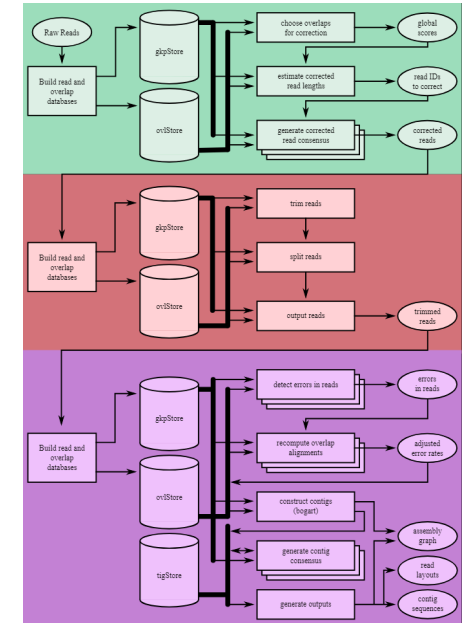 Raw Reads
Build read and
overlap
databases
gkpStore
ovlStore
choose overlaps
for correction
global
scores
estimate corrected
read lengths
read IDs
to correct
generate corrected
read consensus
corrected
reads
Build read and
overlap
databases
gkpStore
ovlStore
trim reads
split reads
output reads
trimmed
reads
Build read and
overlap
databases
gkpStore
ovlStore
tigStore
detect errors in reads
errors
in reads
recompute overlap
alignments
adjusted
error rates
construct contigs
(bogart)
assembly
graph
generate contig
consensus
read
layouts
generate outputs
contig
sequences